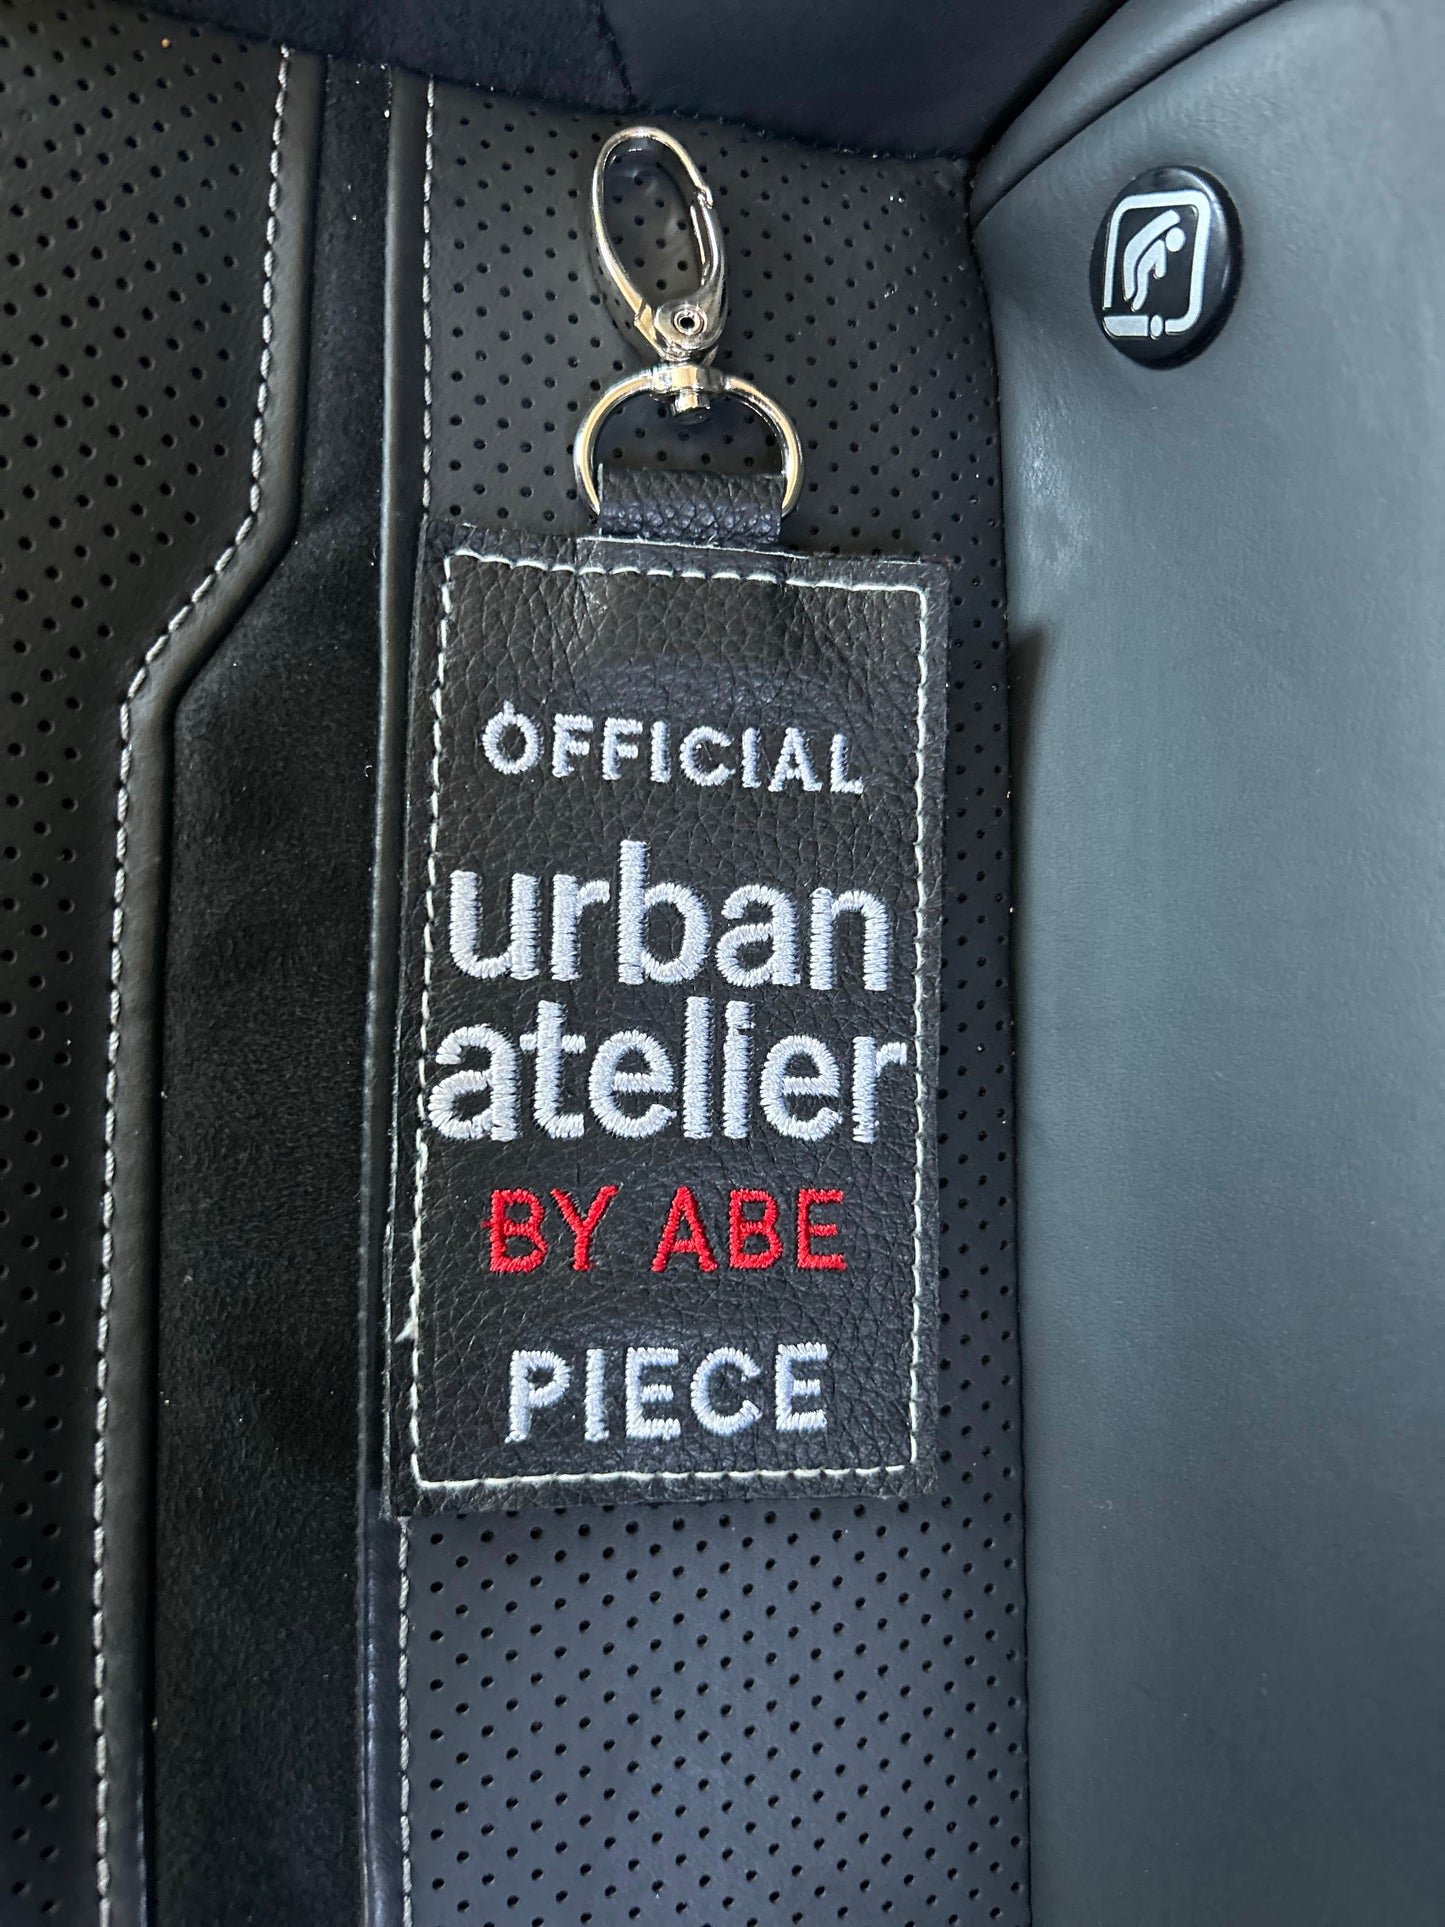 OFFICIAL
urban
atelier
BY ABE
PIECE